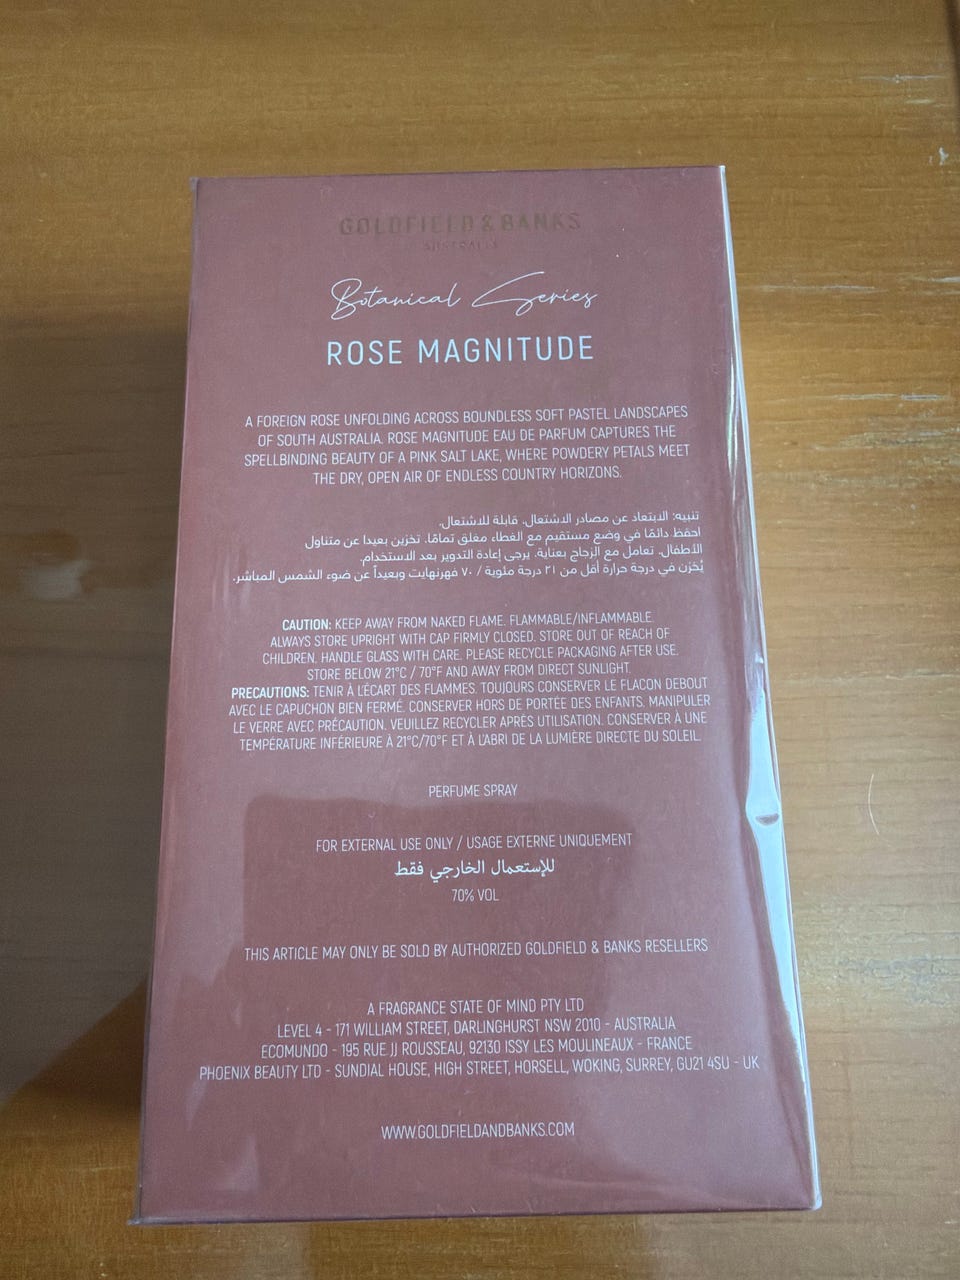 GOLDFIELD & BANKS
AUSTRALIA
Botanical Series
ROSE MAGNITUDE
A FOREIGN ROSE UNFOLDING ACROSS BOUNDLESS SOFT PASTEL LANDSCAPES
OF SOUTH AUSTRALIA. ROSE MAGNITUDE EAU DE PARFUM CAPTURES THE
SPELLBINDING BEAUTY OF A PINK SALT LAKE, WHERE POWDERY PETALS MEET
THE DRY, OPEN AIR OF ENDLESS COUNTRY HORIZONS.
تنبيه: الابتعاد عن مصادر الاشتعال. قابلة للاشتعال.
احفظ دائمًا في وضع مستقيم مع الغطاء مغلق تمامًا. تخزين بعيدا عن متناول
الأطفال. تعامل مع الزجاج بعناية. يرجى إعادة التدوير بعد الاستخدام.
يُخزن في درجة حرارة أقل من ٢١ درجة مئوية / ٧٠ فهرنهايت وبعيداً عن ضوء الشمس المباشر.
CAUTION: KEEP AWAY FROM NAKED FLAME. FLAMMABLE/INFLAMMABLE.
ALWAYS STORE UPRIGHT WITH CAP FIRMLY CLOSED. STORE OUT OF REACH OF
CHILDREN. HANDLE GLASS WITH CARE. PLEASE RECYCLE PACKAGING AFTER USE.
STORE BELOW 21°C / 70°F AND AWAY FROM DIRECT SUNLIGHT.
PRECAUTIONS: TENIR À L'ÉCART DES FLAMMES. TOUJOURS CONSERVER LE FLACON DEBOUT
AVEC LE CAPUCHON BIEN FERMÉ. CONSERVER HORS DE PORTÉE DES ENFANTS. MANIPULER
LE VERRE AVEC PRÉCAUTION. VEUILLEZ RECYCLER APRÈS UTILISATION. CONSERVER À UNE
TEMPÉRATURE INFÉRIEURE À 21°C/70°F ET À L'ABRI DE LA LUMIÈRE DIRECTE DU SOLEIL.
PERFUME SPRAY
FOR EXTERNAL USE ONLY / USAGE EXTERNE UNIQUEMENT
للإستعمال الخارجي فقط
70% VOL
THIS ARTICLE MAY ONLY BE SOLD BY AUTHORIZED GOLDFIELD & BANKS RESELLERS
A FRAGRANCE STATE OF MIND PTY LTD
LEVEL 4 - 171 WILLIAM STREET, DARLINGHURST NSW 2010 - AUSTRALIA
ECOMUNDO - 195 RUE JJ ROUSSEAU, 92130 ISSY LES MOULINEAUX - FRANCE
PHOENIX BEAUTY LTD - SUNDIAL HOUSE, HIGH STREET, HORSELL, WOKING, SURREY, GU21 4SU - UK
WWW.GOLDFIELDANDBANKS.COM